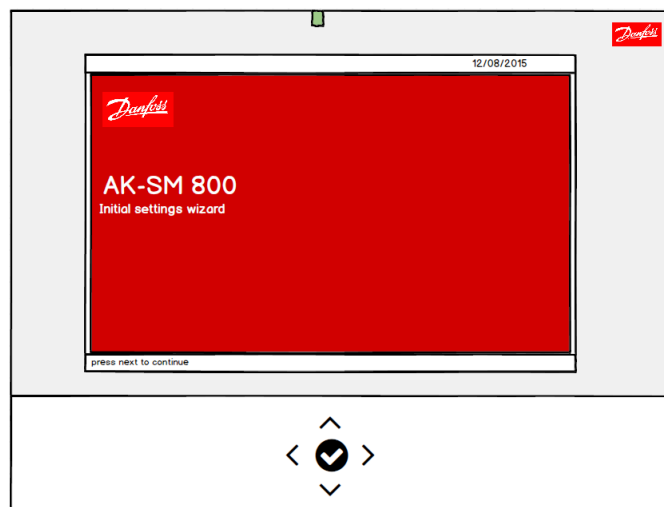 Danfoss
12/08/2015
Danfoss
AK-SM 800
Initial settings wizard
press next to continue